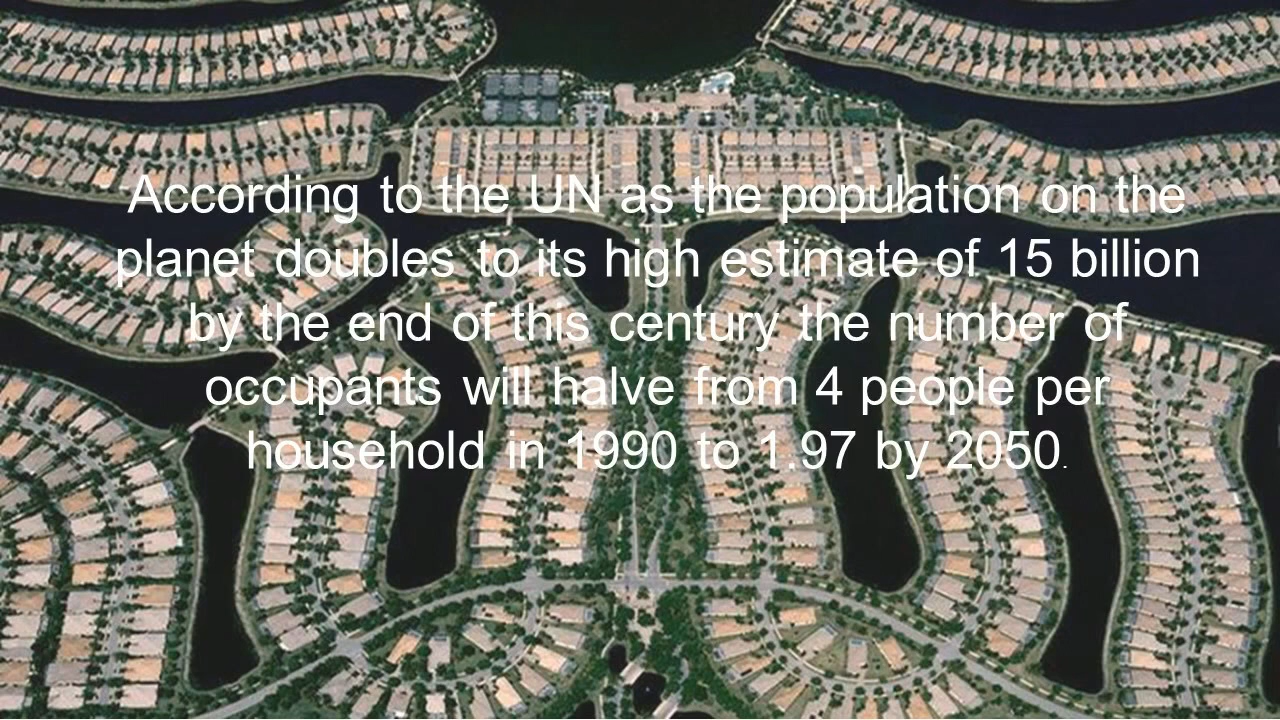 According to the UN as the population on the
planet doubles to its high estimate of 15 billion
by the end of this century the number of
occupants will halve from 4 people per
household in 1990 to 1.97 by 2050.